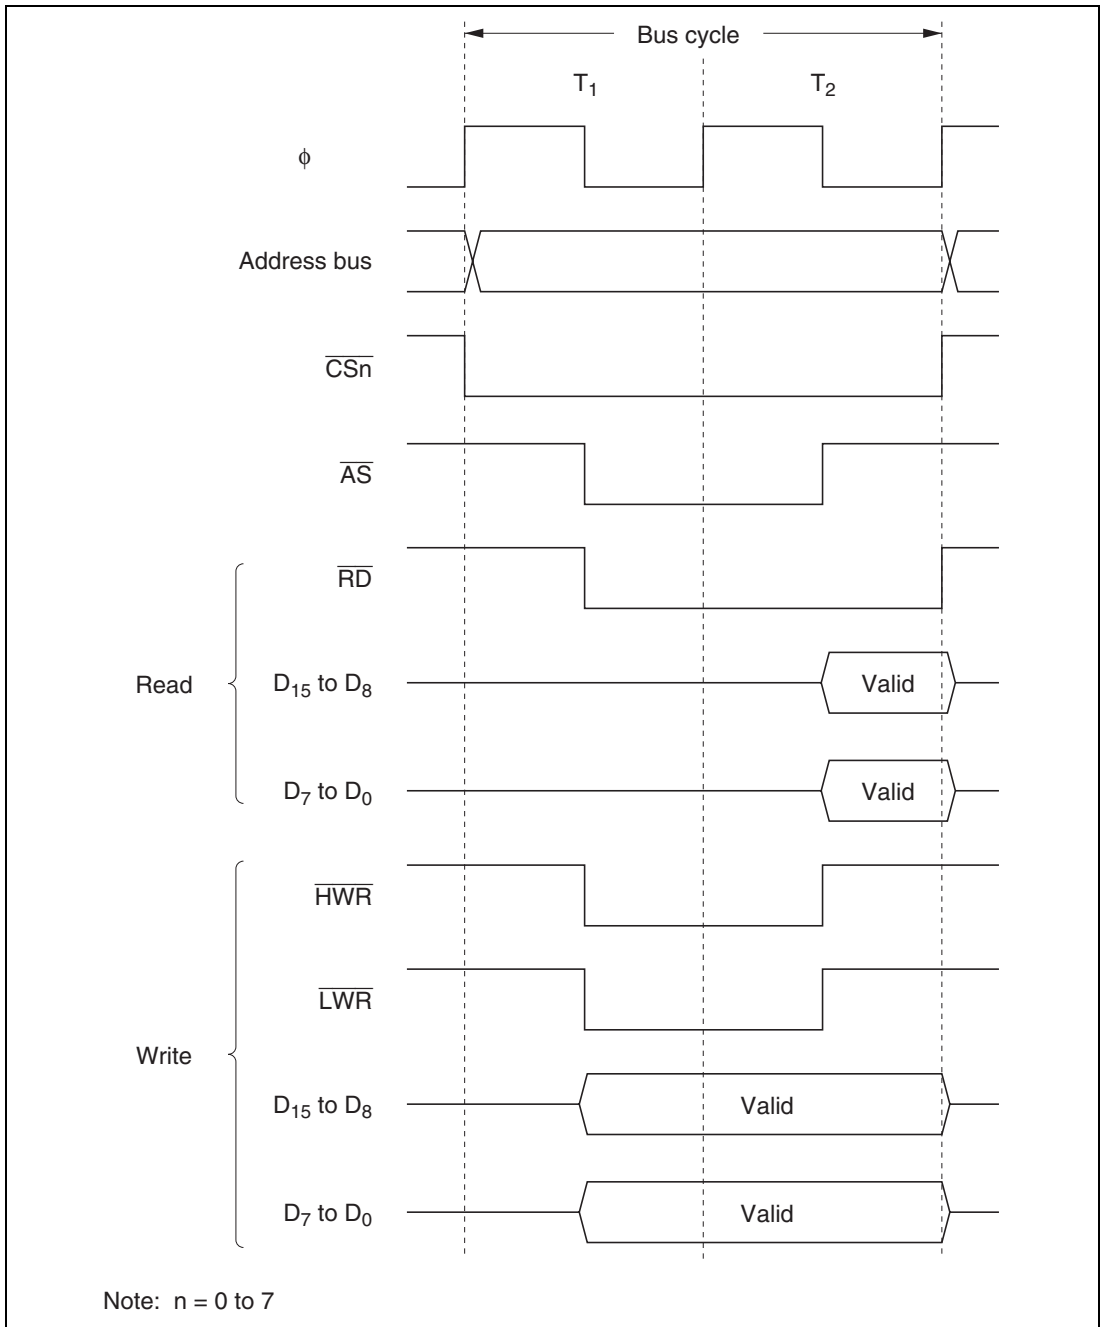 Bus cycle
T1 T2
ϕ
Address bus
CSn
AS
RD
Read D15 to D8 Valid
D7 to D0 Valid
HWR
LWR
Write
D15 to D8 Valid
D7 to D0 Valid
Note: n = 0 to 7